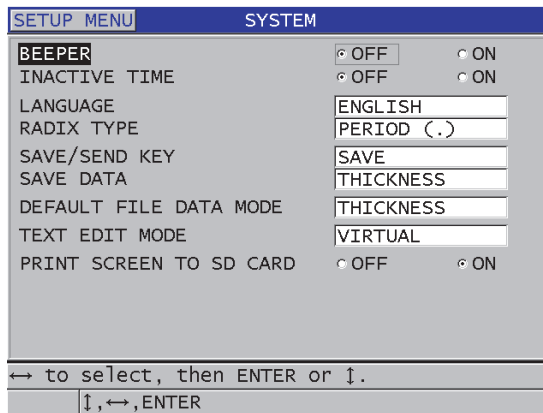 SETUP MENU SYSTEM
BEEPER OFF ON
INACTIVE TIME OFF ON
LANGUAGE ENGLISH
RADIX TYPE PERIOD (.)
SAVE/SEND KEY SAVE
SAVE DATA THICKNESS
DEFAULT FILE DATA MODE THICKNESS
TEXT EDIT MODE VIRTUAL
PRINT SCREEN TO SD CARD OFF ON
↔ to select, then ENTER or ↕.
↕,↔,ENTER